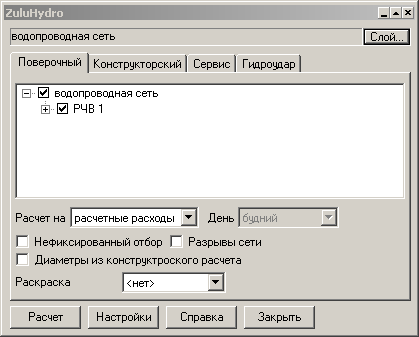 ZuluHydro
водопроводная сеть Слой...
Поверочный Конструкторский Сервис Гидроудар
водопроводная сеть
РЧВ 1
Расчет на расчетные расходы День будний
Нефиксированный отбор Разрывы сети
Диаметры из конструктроского расчета
Раскраска <нет>
Расчет Настройки Справка Закрыть